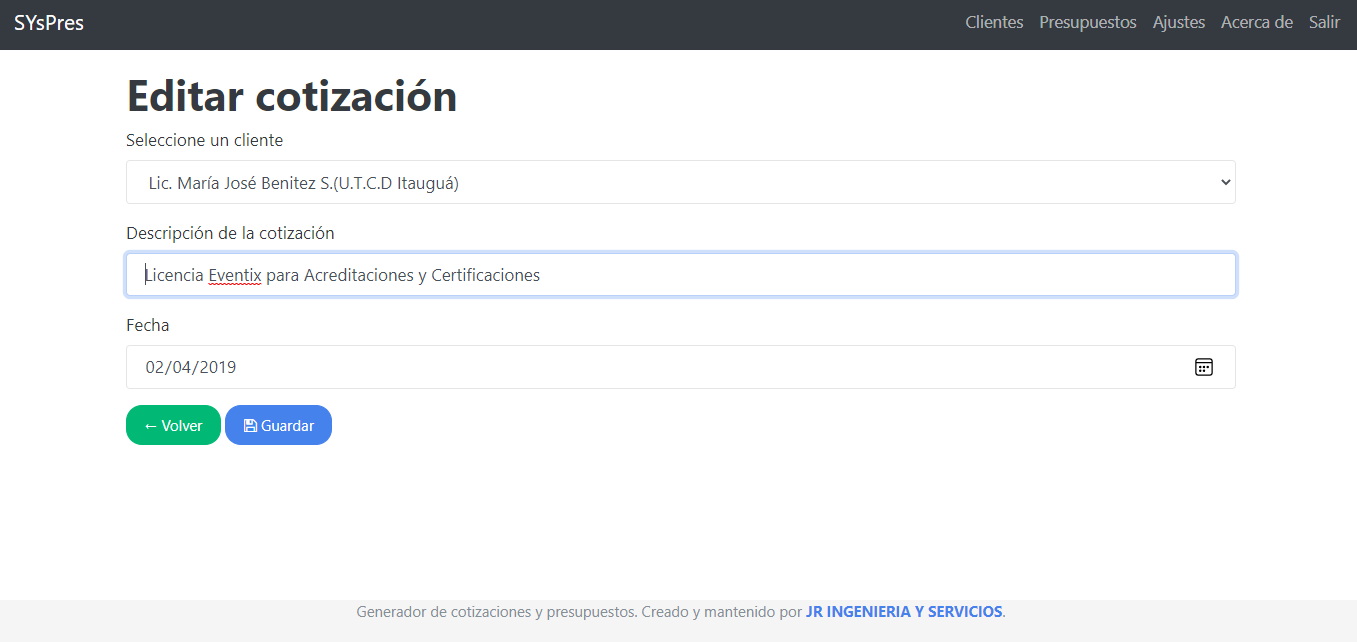 SYsPres
Clientes Presupuestos Ajustes Acerca de Salir
Editar cotización
Seleccione un cliente
Lic. María José Benitez S.(U.T.C.D Itauguá)
Descripción de la cotización
Licencia Eventix para Acreditaciones y Certificaciones
Fecha
02/04/2019
← Volver Guardar
Generador de cotizaciones y presupuestos. Creado y mantenido por JR INGENIERIA Y SERVICIOS.